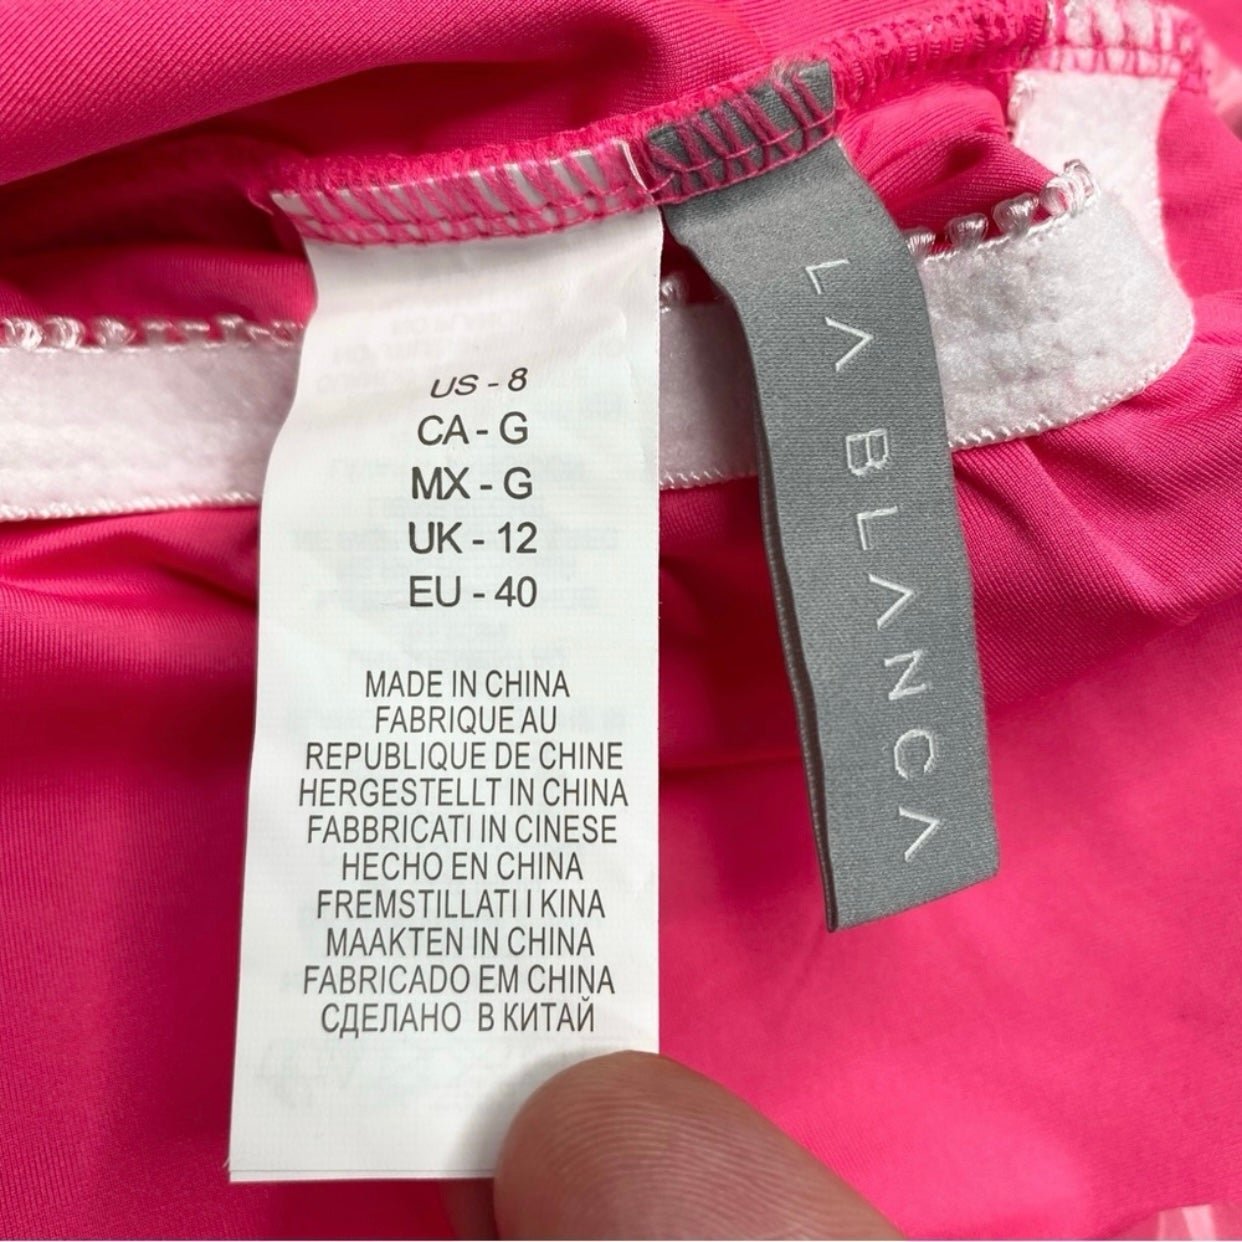 US - 8
CA - G
MX - G
UK - 12
EU - 40
MADE IN CHINA
FABRIQUE AU
REPUBLIQUE DE CHINE
HERGESTELLT IN CHINA
FABBRICATI IN CINESE
HECHO EN CHINA
FREMSTILLATI I KINA
MAAKTEN IN CHINA
FABRICADO EM CHINA
СДЕЛАНО В КИТАЙ
LA BLANCA